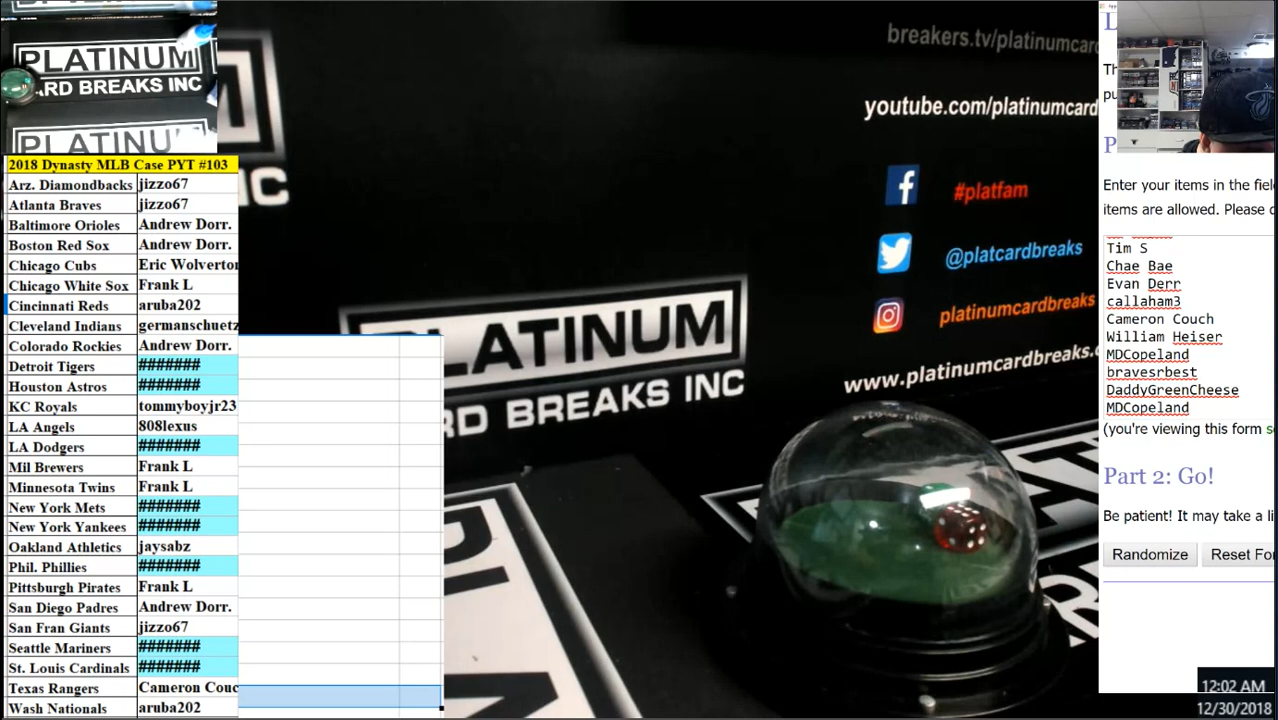 PLATINUM
ARD BREAKS INC
PLATINUM
2018 Dynasty MLB Case PYT #103
Arz. Diamondbacks jizzo67
Atlanta Braves jizzo67
Baltimore Orioles Andrew Dorr.
Boston Red Sox Andrew Dorr.
Chicago Cubs Eric Wolverton
Chicago White Sox Frank L
Cincinnati Reds aruba202
Cleveland Indians germanschuetz
Colorado Rockies Andrew Dorr.
Detroit Tigers #######
Houston Astros #######
KC Royals tommyboyjr23
LA Angels 808lexus
LA Dodgers #######
Mil Brewers Frank L
Minnesota Twins Frank L
New York Mets #######
New York Yankees #######
Oakland Athletics jaysabz
Phil. Phillies #######
Pittsburgh Pirates Frank L
San Diego Padres Andrew Dorr.
San Fran Giants jizzo67
Seattle Mariners #######
St. Louis Cardinals #######
Texas Rangers Cameron Couc
Wash Nationals aruba202
IC
breakers.tv/platinumcard
youtube.com/platinumcard
#platfam
@platcardbreaks
platinumcardbreaks
www.platinumcardbreaks.c
PLATINUM
RD BREAKS INC
Enter your items in the fiel
items are allowed. Please
Tim S
Chae Bae
Evan Derr
callaham3
Cameron Couch
William Heiser
MDCopeland
bravesrbest
DaddyGreenCheese
MDCopeland
(you're viewing this form s
Part 2: Go!
Be patient! It may take a li
Randomize Reset For
12:02 AM
12/30/2018